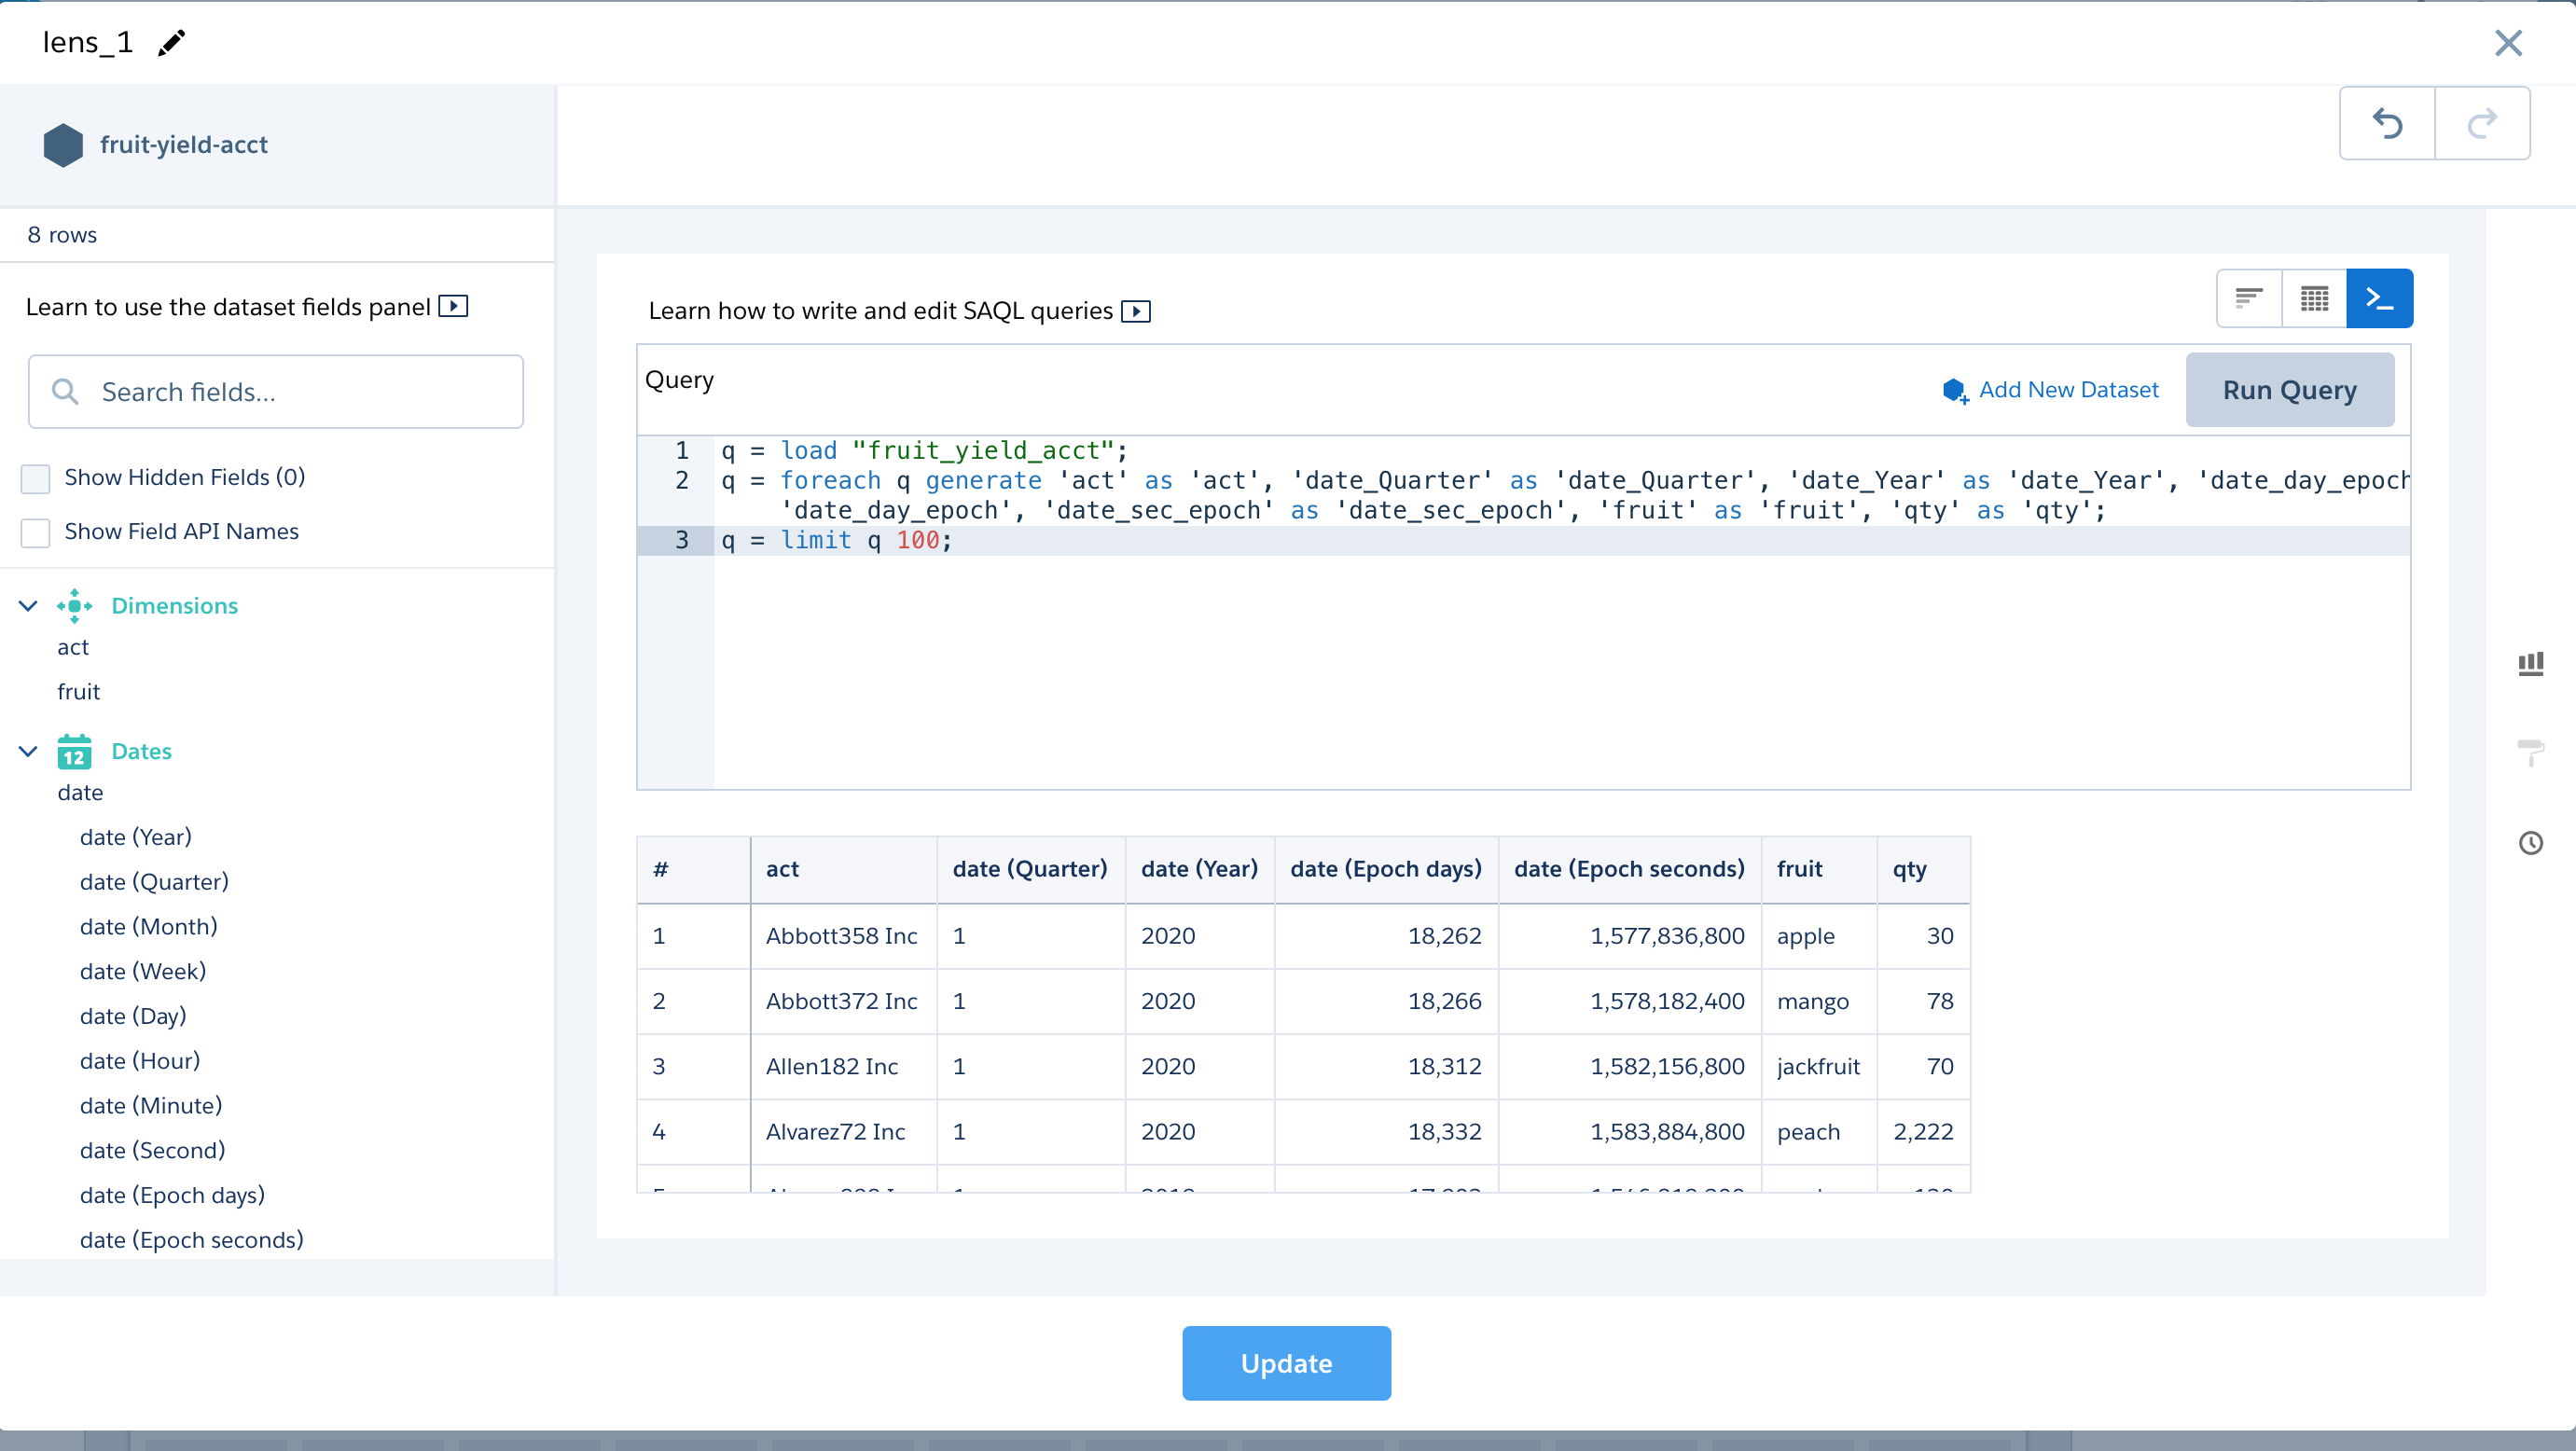 lens_1
fruit-yield-acct
8 rows
Learn to use the dataset fields panel
Search fields...
Show Hidden Fields (0)
Show Field API Names
Dimensions
act
fruit
12 Dates
date
date (Year)
date (Quarter)
date (Month)
date (Week)
date (Day)
date (Hour)
date (Minute)
date (Second)
date (Epoch days)
date (Epoch seconds)
Learn how to write and edit SAQL queries
Query
Add New Dataset
Run Query
1 q = load "fruit_yield_acct";
2 q = foreach q generate 'act' as 'act', 'date_Quarter' as 'date_Quarter', 'date_Year' as 'date_Year', 'date_day_epoch
'date_day_epoch', 'date_sec_epoch' as 'date_sec_epoch', 'fruit' as 'fruit', 'qty' as 'qty';
3 q = limit q 100;
# act date (Quarter) date (Year) date (Epoch days) date (Epoch seconds) fruit qty
1 Abbott358 Inc 1 2020 18,262 1,577,836,800 apple 30
2 Abbott372 Inc 1 2020 18,266 1,578,182,400 mango 78
3 Allen182 Inc 1 2020 18,312 1,582,156,800 jackfruit 70
4 Alvarez72 Inc 1 2020 18,332 1,583,884,800 peach 2,222
Update